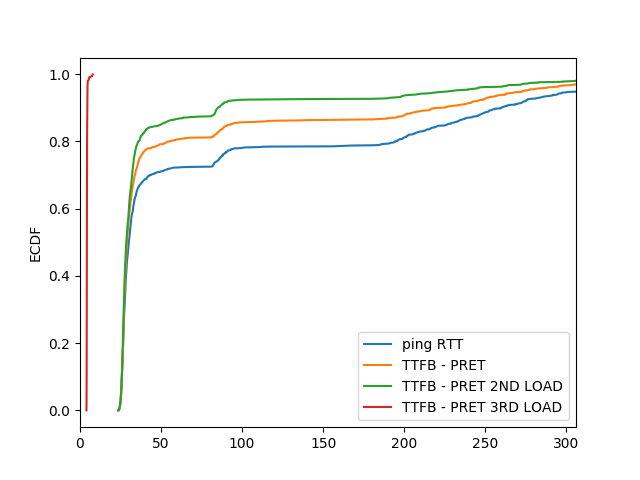 1.0
0.8
0.6
0.4
0.2
0.0
ECDF
0 50 100 150 200 250 300
ping RTT
TTFB - PRET
TTFB - PRET 2ND LOAD
TTFB - PRET 3RD LOAD